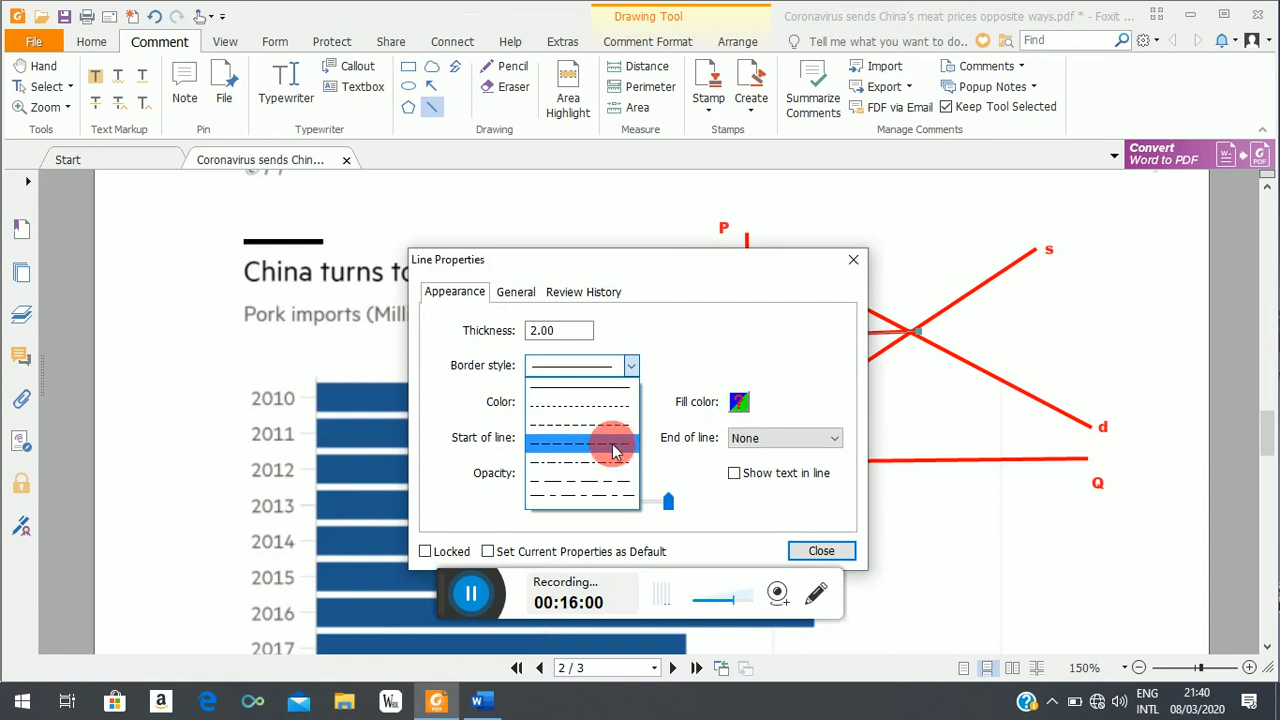 Drawing Tool
Coronavirus sends China's meat prices opposite ways.pdf * - Foxit ...
File
Home
Comment
View
Form
Protect
Share
Connect
Help
Extras
Comment Format
Arrange
Tell me what you want to do..
Find
Hand
Select
Zoom
Tools
Text Markup
Note
File
Pin
Typewriter
Callout
Textbox
Typewriter
Pencil
Eraser
Drawing
Area
Highlight
Distance
Perimeter
Area
Measure
Stamp
Create
Stamps
Summarize
Comments
Import
Export
FDF via Email
Comments
Popup Notes
Keep Tool Selected
Manage Comments
Start
Coronavirus sends Chin...
Convert
Word to PDF
China turns to
Pork imports (Milli
2010
2011
2012
2013
2014
2015
2016
2017
P
s
d
Q
Line Properties
Appearance
General
Review History
Thickness:
2.00
Border style:
Color:
Fill color:
Start of line:
End of line:
None
Opacity:
Show text in line
Locked
Set Current Properties as Default
Close
Recording...
00:16:00
2 / 3
150%
ENG
INTL
21:40
08/03/2020